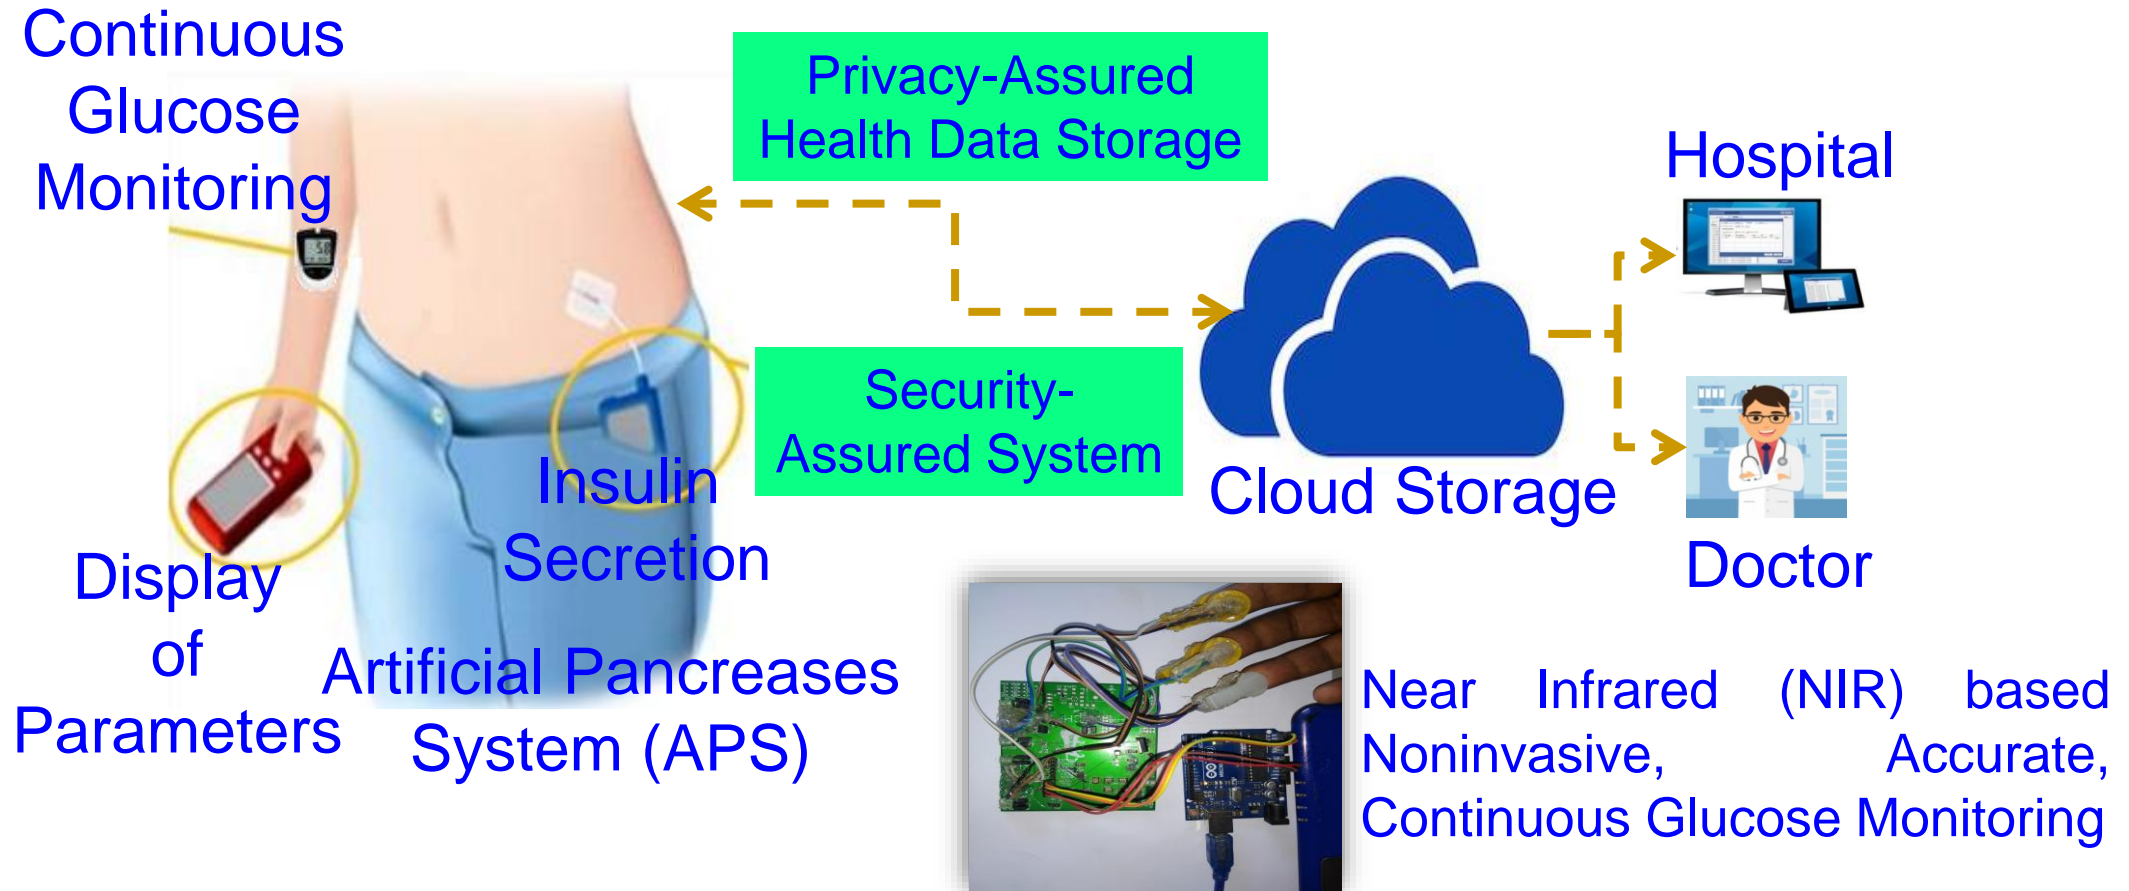 Continuous
Glucose
Monitoring
Privacy-Assured
Health Data Storage
Hospital
Security-
Assured System
Cloud Storage
Doctor
Insulin
Secretion
Display
of
Parameters
Artificial Pancreases
System (APS)
Near Infrared (NIR) based
Noninvasive, Accurate,
Continuous Glucose Monitoring